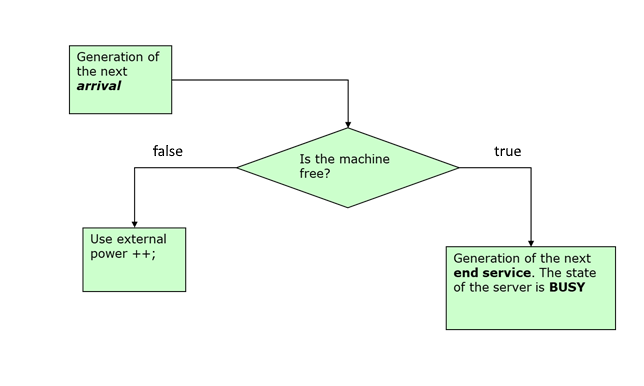 Generation of
the next
arrival
false
true
Is the machine
free?
Use external
power ++;
Generation of the next
end service. The state
of the server is BUSY